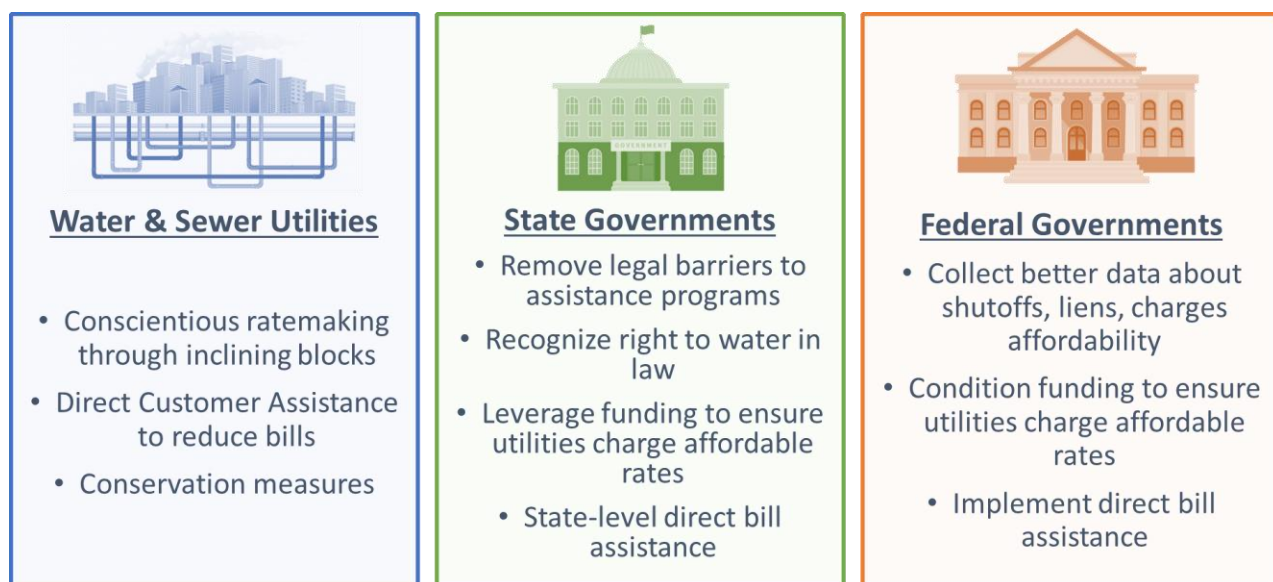 Water & Sewer Utilities
• Conscientious ratemaking
through inclining blocks
• Direct Customer Assistance
to reduce bills
• Conservation measures
GOVERNMENT
State Governments
• Remove legal barriers to
assistance programs
• Recognize right to water in
law
• Leverage funding to ensure
utilities charge affordable
rates
• State-level direct bill
assistance
Federal Governments
• Collect better data about
shutoffs, liens, charges
affordability
• Condition funding to ensure
utilities charge affordable
rates
• Implement direct bill
assistance